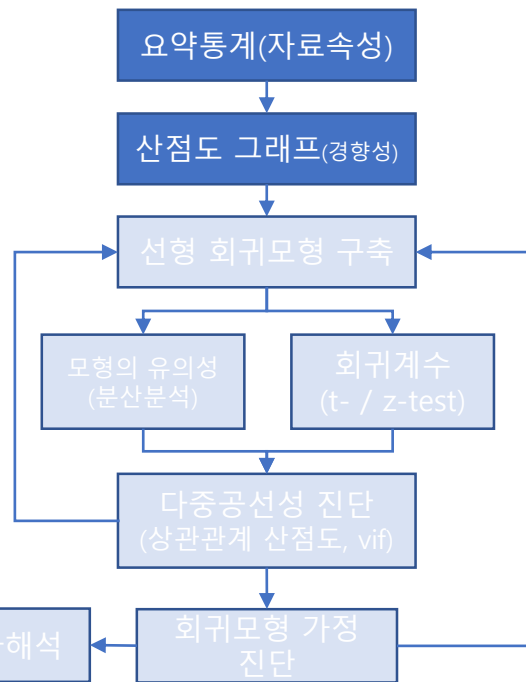 요약통계(자료속성)
산점도 그래프(경향성)
선형 회귀모형 구축
모형의 유의성
(분산분석)
회귀계수
(t- / z-test)
다중공선성 진단
(상관관계 산점도, vif)
회귀모형 가정
진단
해석